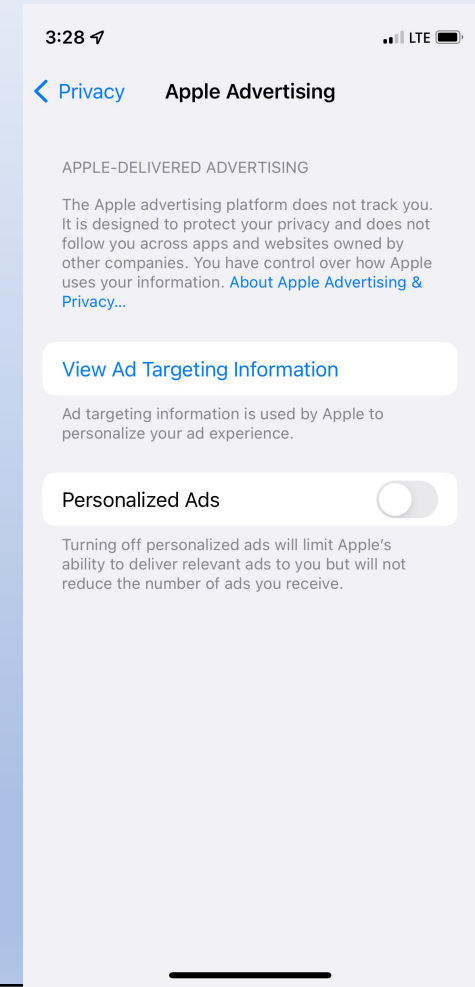 3:28 LTE
Privacy Apple Advertising
APPLE-DELIVERED ADVERTISING
The Apple advertising platform does not track you.
It is designed to protect your privacy and does not
follow you across apps and websites owned by
other companies. You have control over how Apple
uses your information. About Apple Advertising &
Privacy...
View Ad Targeting Information
Ad targeting information is used by Apple to
personalize your ad experience.
Personalized Ads
Turning off personalized ads will limit Apple's
ability to deliver relevant ads to you but will not
reduce the number of ads you receive.